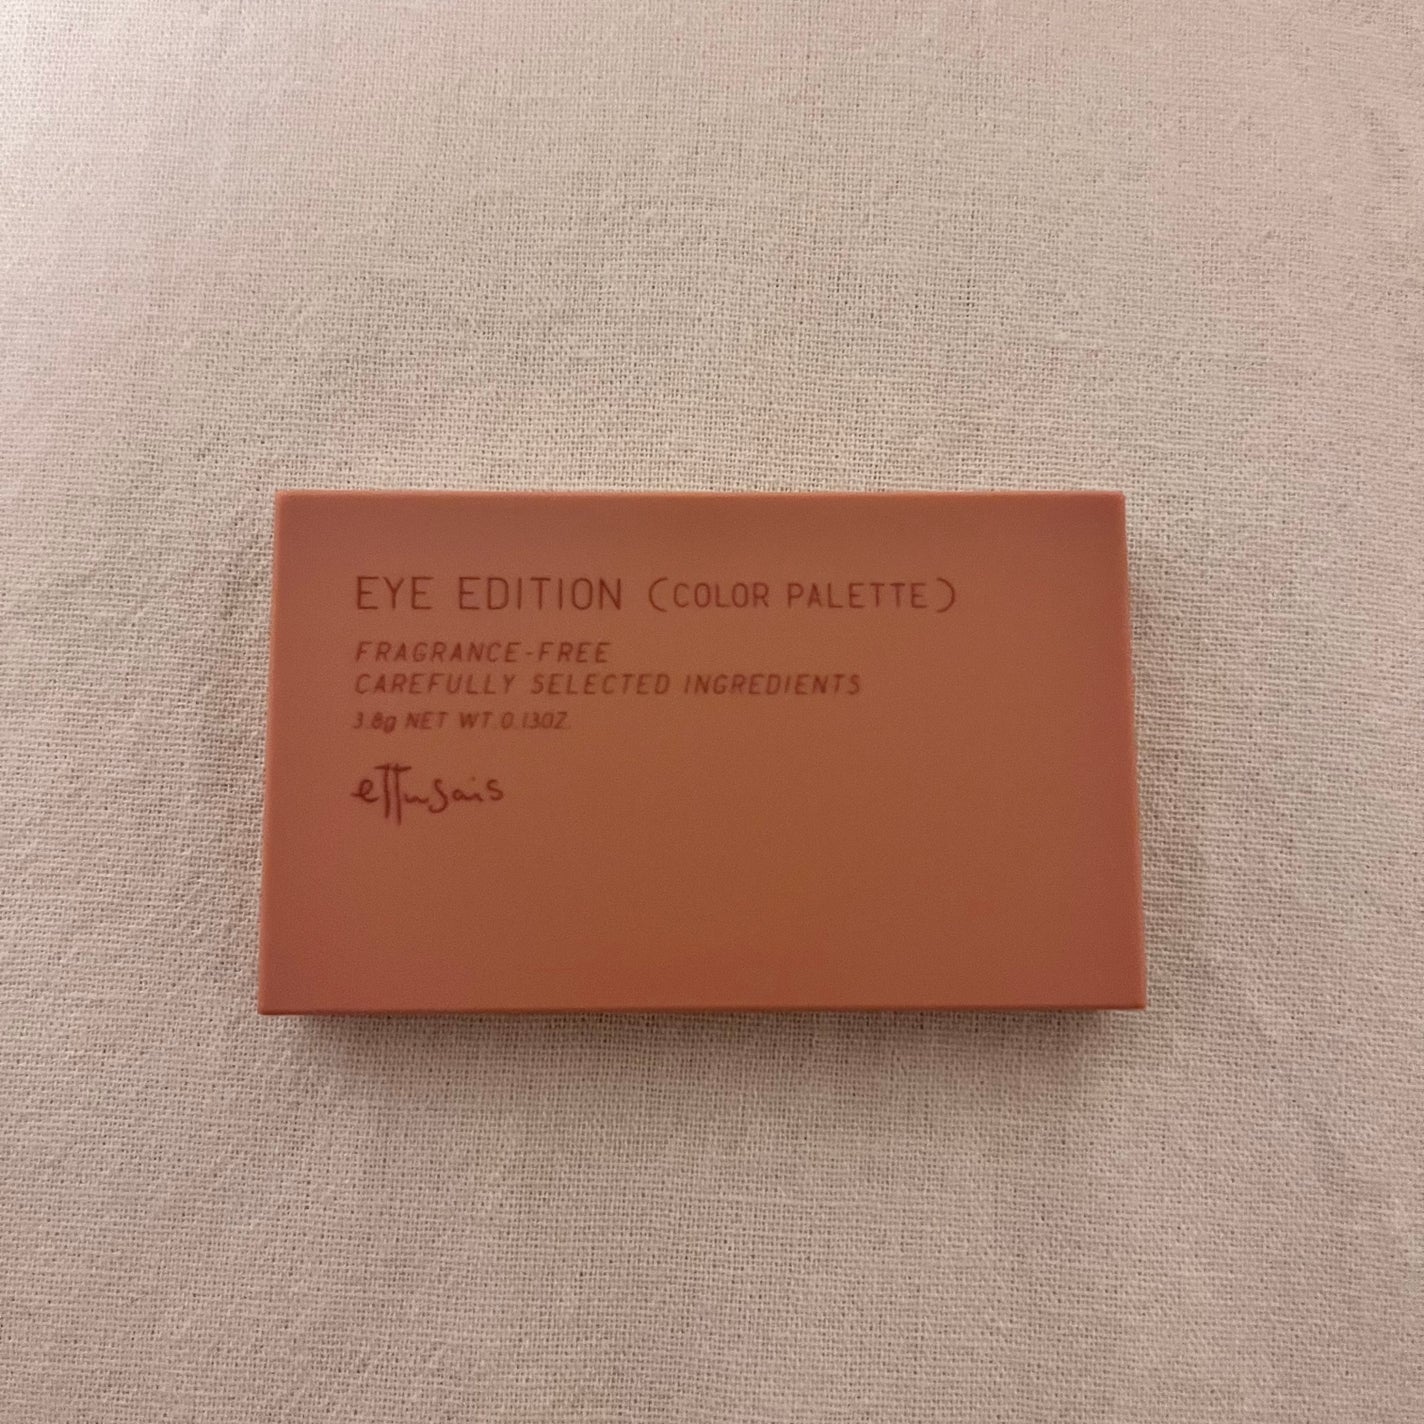 EYE EDITION (COLOR PALETTE)
FRAGRANCE-FREE
CAREFULLY SELECTED INGREDIENTS
3.8g NET WT.0.13OZ.
ettusais